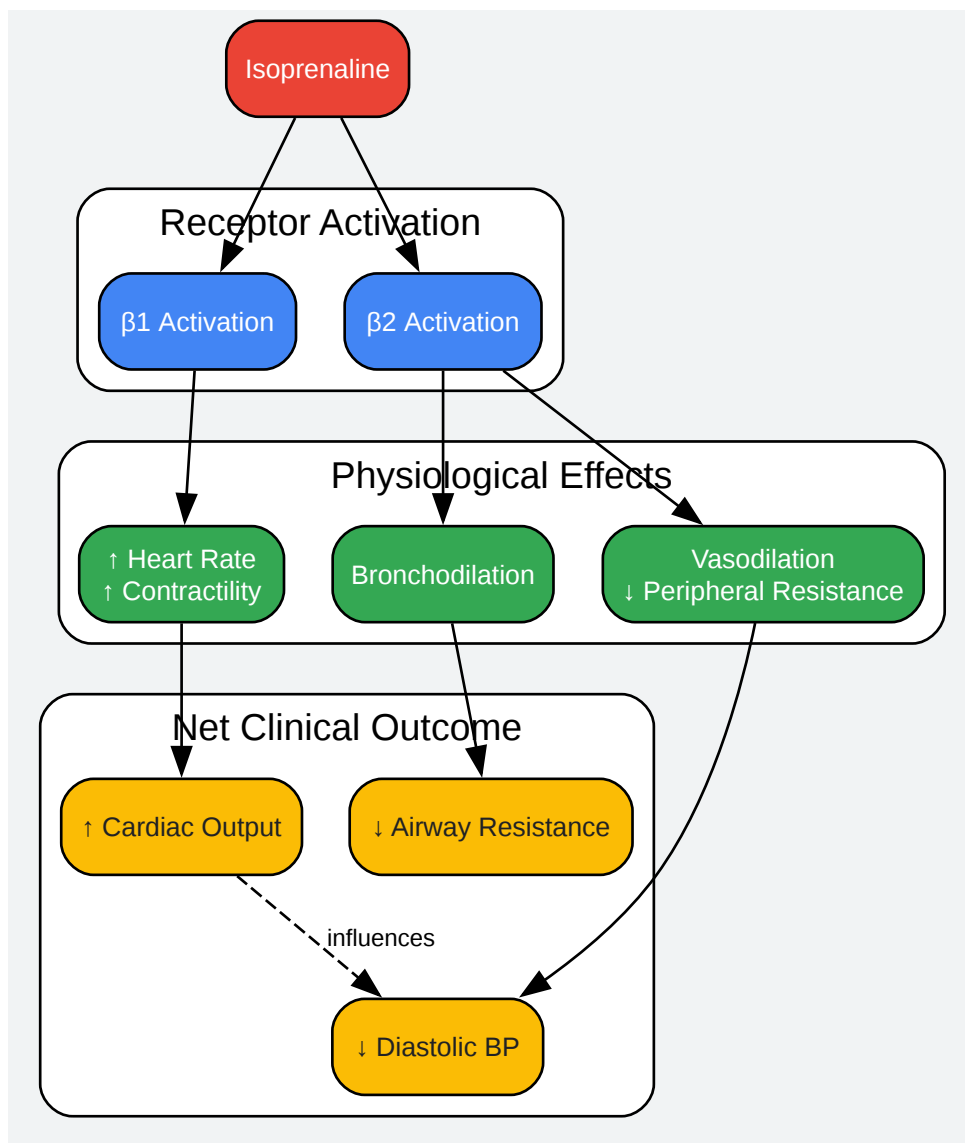 Isoprenaline
Receptor Activation
β1 Activation
β2 Activation
Physiological Effects
↑ Heart Rate
↑ Contractility
Bronchodilation
Vasodilation
↓ Peripheral Resistance
Net Clinical Outcome
↑ Cardiac Output
↓ Airway Resistance
influences
↓ Diastolic BP